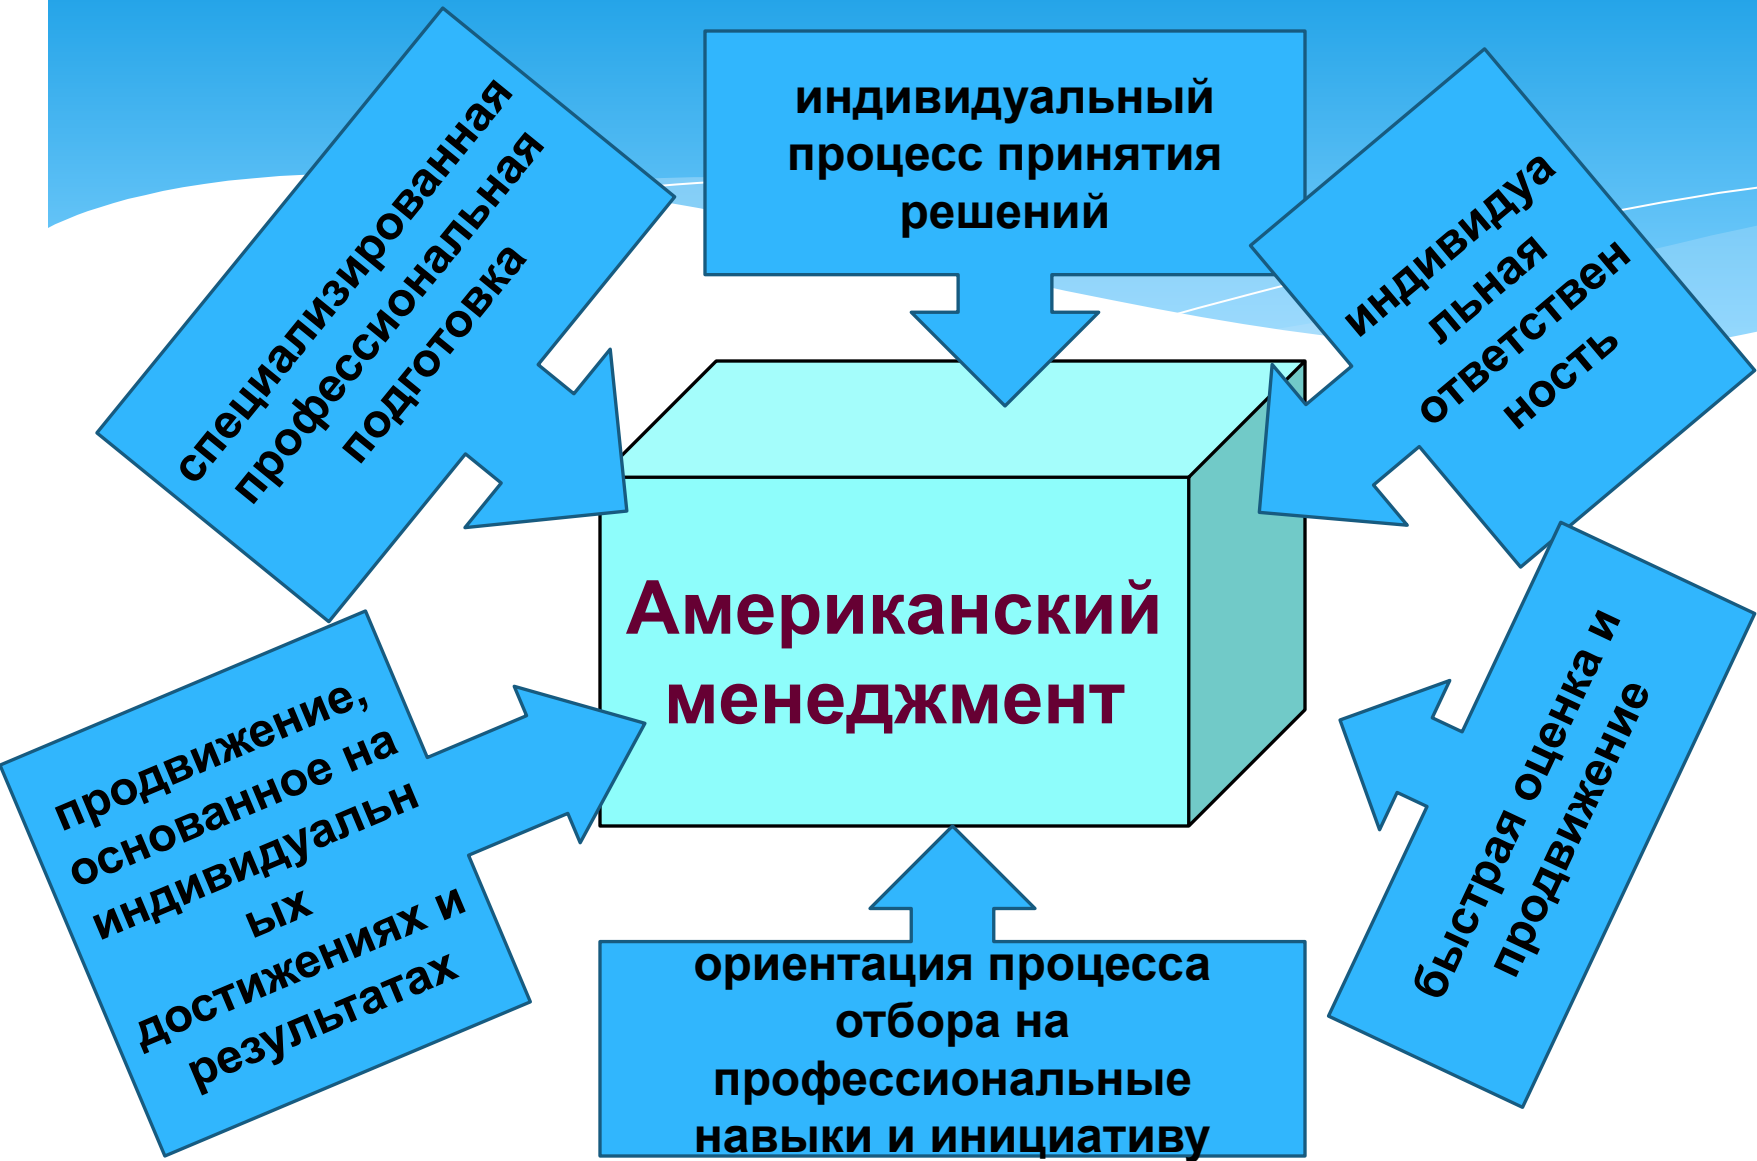 специализированная
профессиональная
подготовка
индивидуальный
процесс принятия
решений
индивидуа
льная
ответствен
ность
Американский
менеджмент
продвижение,
основанное на
индивидуальн
ых
достижениях и
результатах
ориентация процесса
отбора на
профессиональные
навыки и инициативу
быстрая оценка и
продвижение